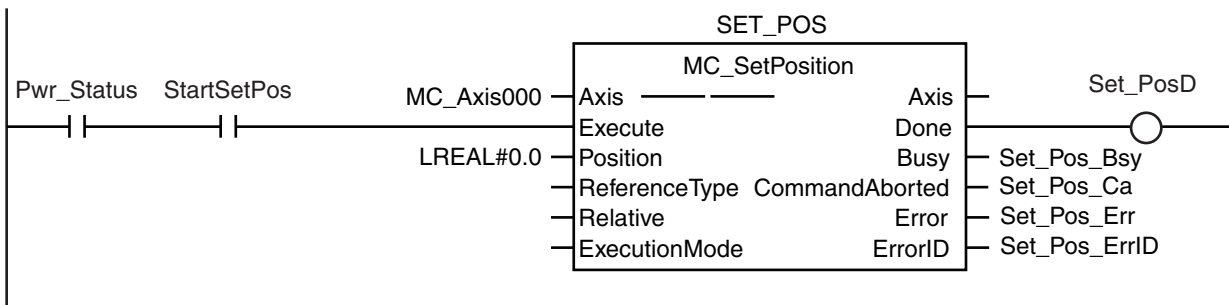 SET_POS
MC_SetPosition
Pwr_Status StartSetPos Set_PosD
MC_Axis000 Axis Axis
Execute Done
LREAL#0.0 Position Busy Set_Pos_Bsy
ReferenceType CommandAborted Set_Pos_Ca
Relative Error Set_Pos_Err
ExecutionMode ErrorID Set_Pos_ErrID